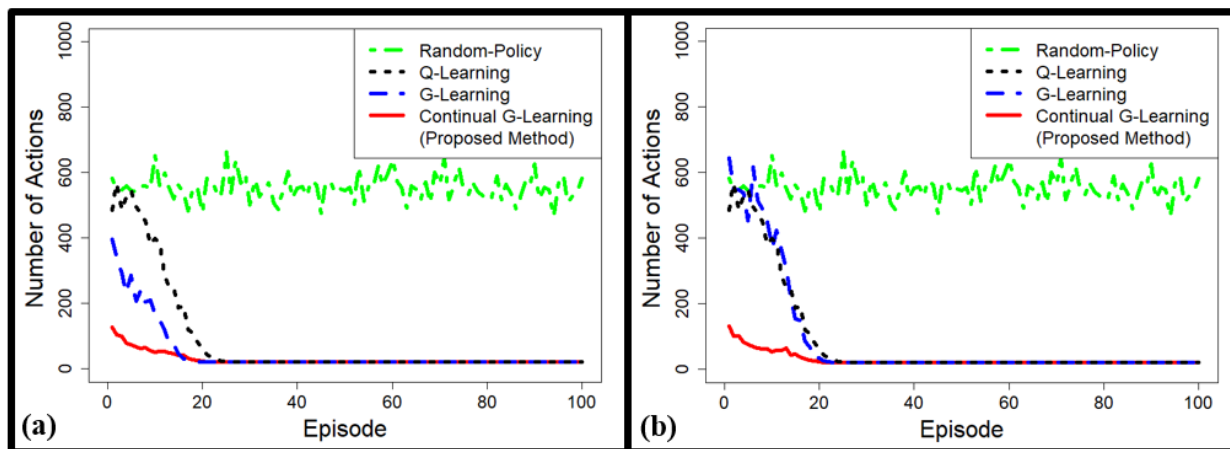 Number of Actions
1000
800
600
400
200
0
Random-Policy
Q-Learning
G-Learning
Continual G-Learning
(Proposed Method)
0 20 40 60 80 100
Episode
(a)
Number of Actions
1000
800
600
400
200
0
Random-Policy
Q-Learning
G-Learning
Continual G-Learning
(Proposed Method)
0 20 40 60 80 100
Episode
(b)